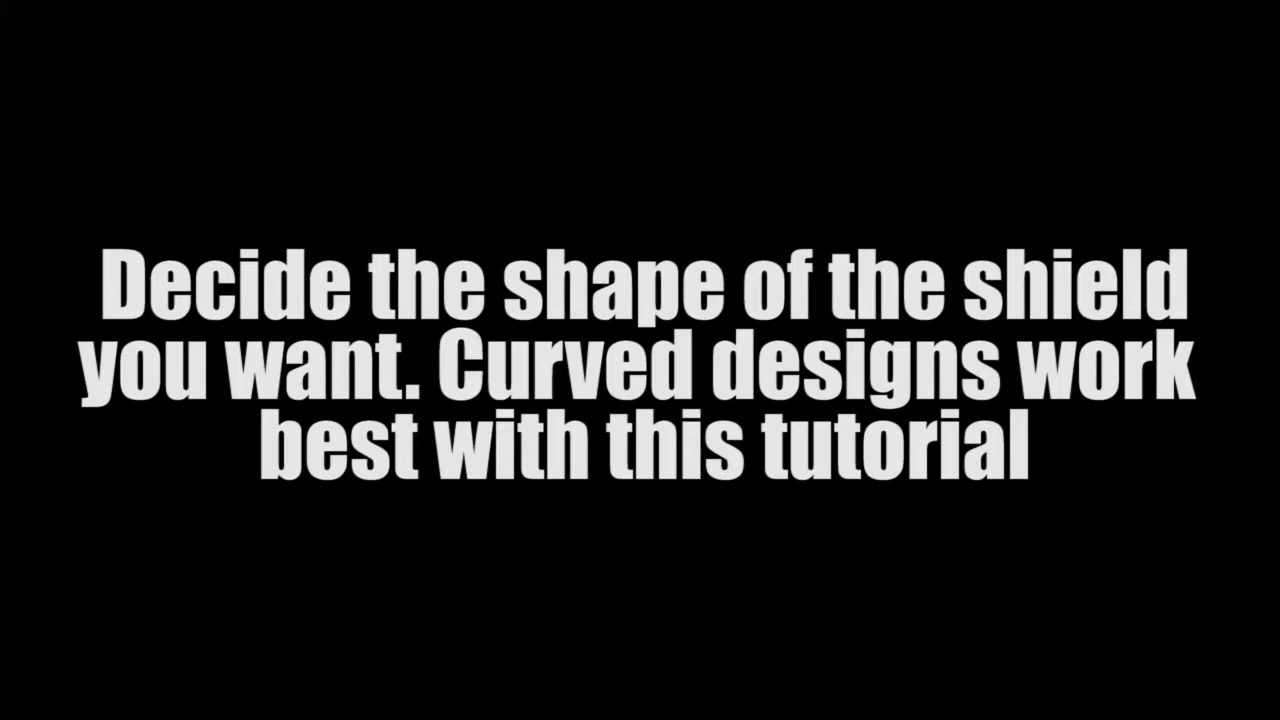 Decide the shape of the shield
you want. Curved designs work
best with this tutorial